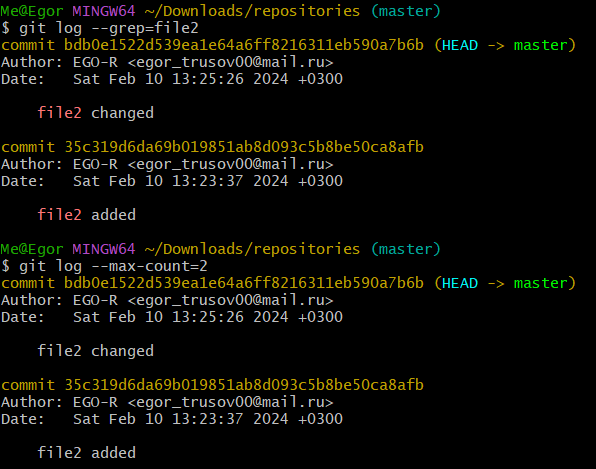 Me@Egor MINGW64 ~/Downloads/repositories (master)
$ git log --grep=file2
commit bdb0e1522d539ea1e64a6ff8216311eb590a7b6b (HEAD -> master)
Author: EGO-R <egor_trusov00@mail.ru>
Date:   Sat Feb 10 13:25:26 2024 +0300
file2 changed
commit 35c319d6da69b019851ab8d093c5b8be50ca8afb
Author: EGO-R <egor_trusov00@mail.ru>
Date:   Sat Feb 10 13:23:37 2024 +0300
file2 added
Me@Egor MINGW64 ~/Downloads/repositories (master)
$ git log --max-count=2
commit bdb0e1522d539ea1e64a6ff8216311eb590a7b6b (HEAD -> master)
Author: EGO-R <egor_trusov00@mail.ru>
Date:   Sat Feb 10 13:25:26 2024 +0300
file2 changed
commit 35c319d6da69b019851ab8d093c5b8be50ca8afb
Author: EGO-R <egor_trusov00@mail.ru>
Date:   Sat Feb 10 13:23:37 2024 +0300
file2 added